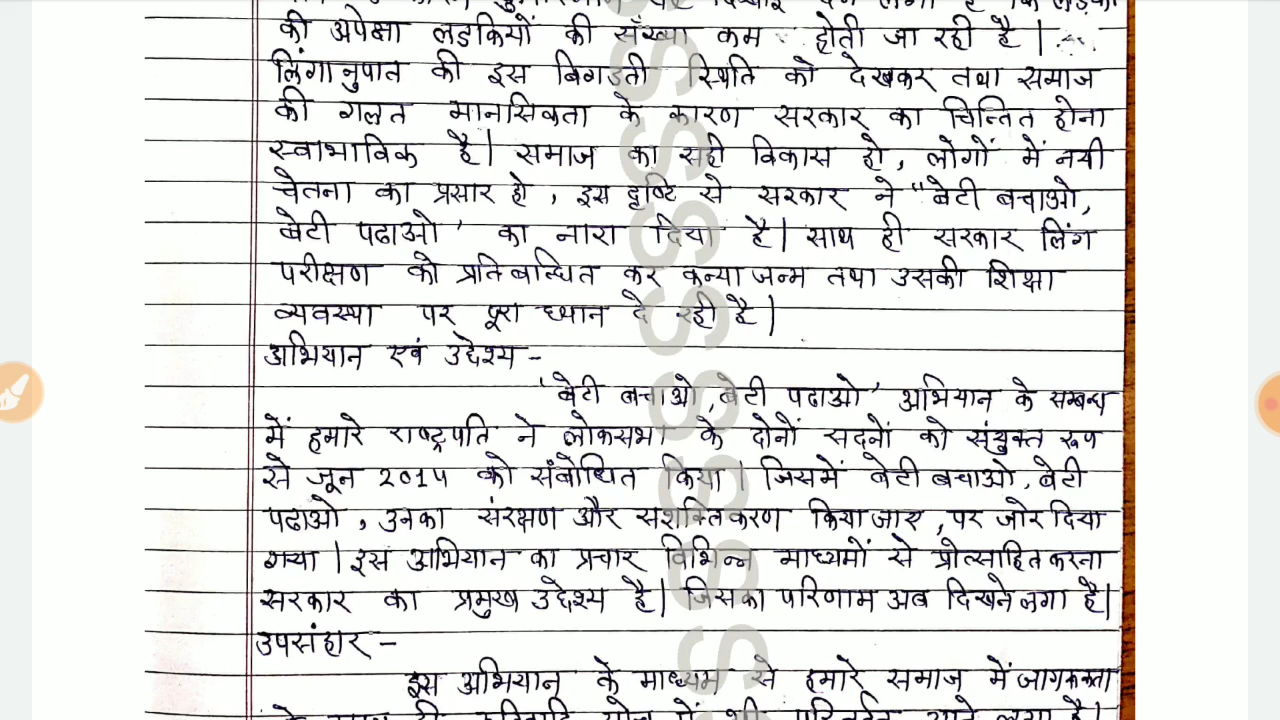 की अपेक्षा लडकियों की सँख्या कम होती जा रही है |
लिंगानुपात की इस बिगडती स्थिति को देखकर तथा समाज
की गलत मानसिकता के कारण सरकार का चिन्तित होना
स्वाभाविक है| समाज का सही विकास हो, लोगों में नयी
चेतना का प्रसार हो, इस दृष्टि से सरकार ने "बेटी बचाओ,
बेटी पढाओ' का नारा दिया है| साथ ही सरकार लिंग
परीक्षण को प्रतिबन्धित कर कन्या जन्म तथा उसकी शिक्षा
व्यवस्था पर पूरा ध्यान दे रही है|
अभियान एवं उद्देश्य -
'बेटी बचाओ, बेटी पढाओ' अभियान के सम्बन्ध
में हमारे राष्ट्रपति ने लोकसभा के दोनों सदनों को संयुक्त रूप
से जून 2014 को संबोधित किया | जिसमें बेटी बचाओ, बेटी
पढाओ, उनका संरक्षण और सशक्तिकरण किया जाए, पर जोर दिया
गया | इस अभियान का प्रचार विभिन्न माध्यमों से प्रोत्साहित करना
सरकार का प्रमुख उद्देश्य है| जिसका परिणाम अब दिखने लगा है|
उपसंहार -
इस अभियान के माध्यम से हमारे समाज में जागरूकता